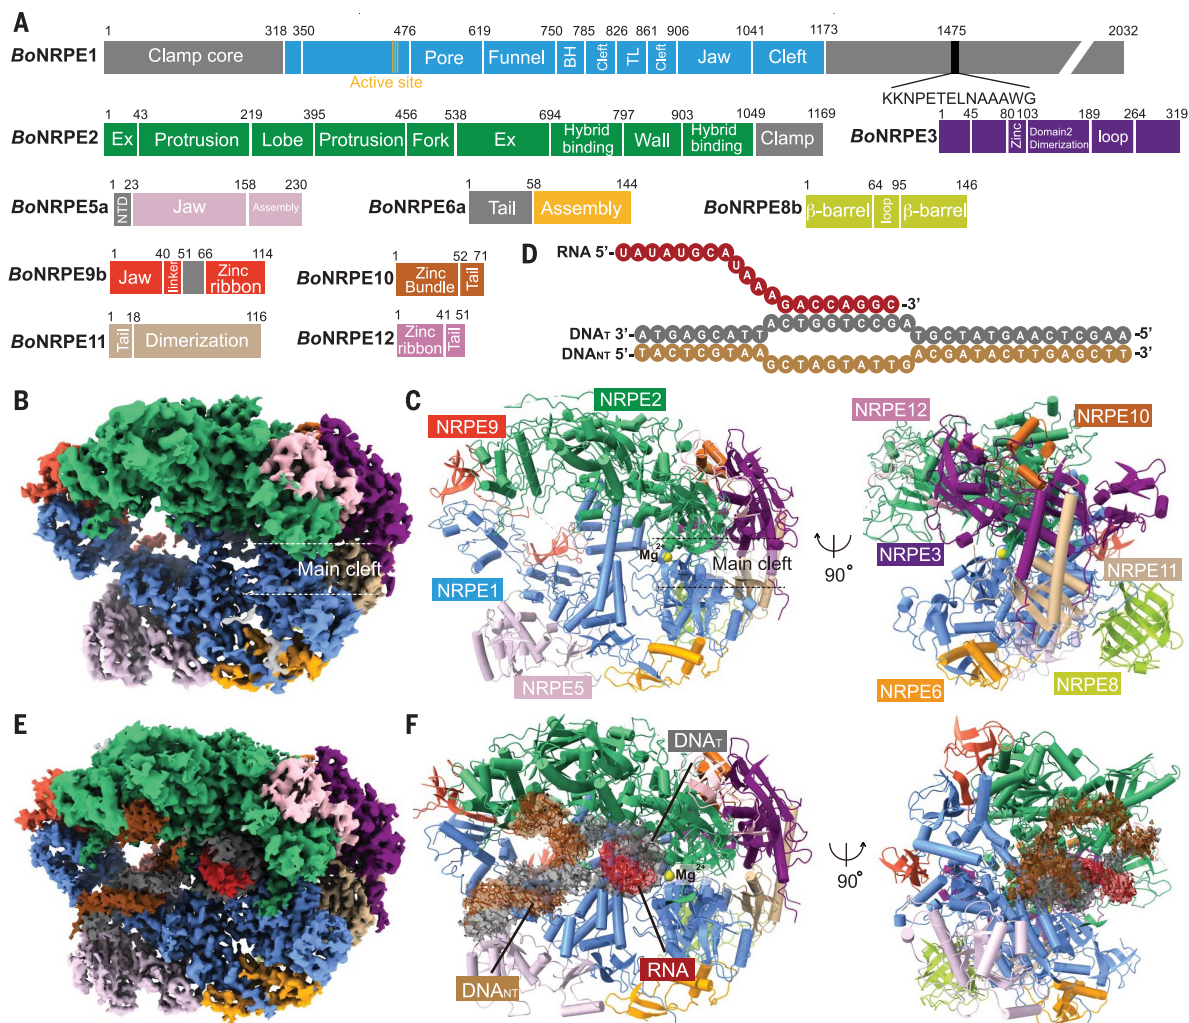 A
1 318 350 476 619 750 785 826 861 906 1041 1173 1475 2032
BoNRPE1 Clamp core Pore Funnel BH Cleft TL Cleft Jaw Cleft
Active site
KKNPETELNAAAWG
1 43 219 395 456 538 694 797 903 1049 1169
BoNRPE2 Ex Protrusion Lobe Protrusion Fork Ex Hybrid binding Wall Hybrid binding Clamp
1 45 80 103 189 264 319
BoNRPE3 Zinc Domain2 Dimerization loop
1 23 158 230
BoNRPE5a NTD Jaw Assembly
1 58 144
BoNRPE6a Tail Assembly
1 64 95 146
BoNRPE8b β-barrel loop β-barrel
1 40 51 66 114
BoNRPE9b Jaw linker Zinc ribbon
1 52 71
BoNRPE10 Zinc Bundle Tail
1 18 116
BoNRPE11 Tail Dimerization
1 41 51
BoNRPE12 Zinc ribbon Tail
D
RNA 5'-UAUAUGCAUAAAGACCAGGC-3'
DNAT 3'-ATGAGCATTACTGGTCCGATGCTATGAACTCGAA-5'
DNANT 5'-TACTCGTAAGCTAGTATTGACGATACTTGAGCTT-3'
B
Main cleft
C
NRPE2
NRPE9
Mg2+
Main cleft
NRPE1
NRPE5
90°
NRPE12
NRPE10
NRPE3
NRPE11
NRPE6
NRPE8
E
F
DNAT
Mg2+
DNANT
RNA
90°